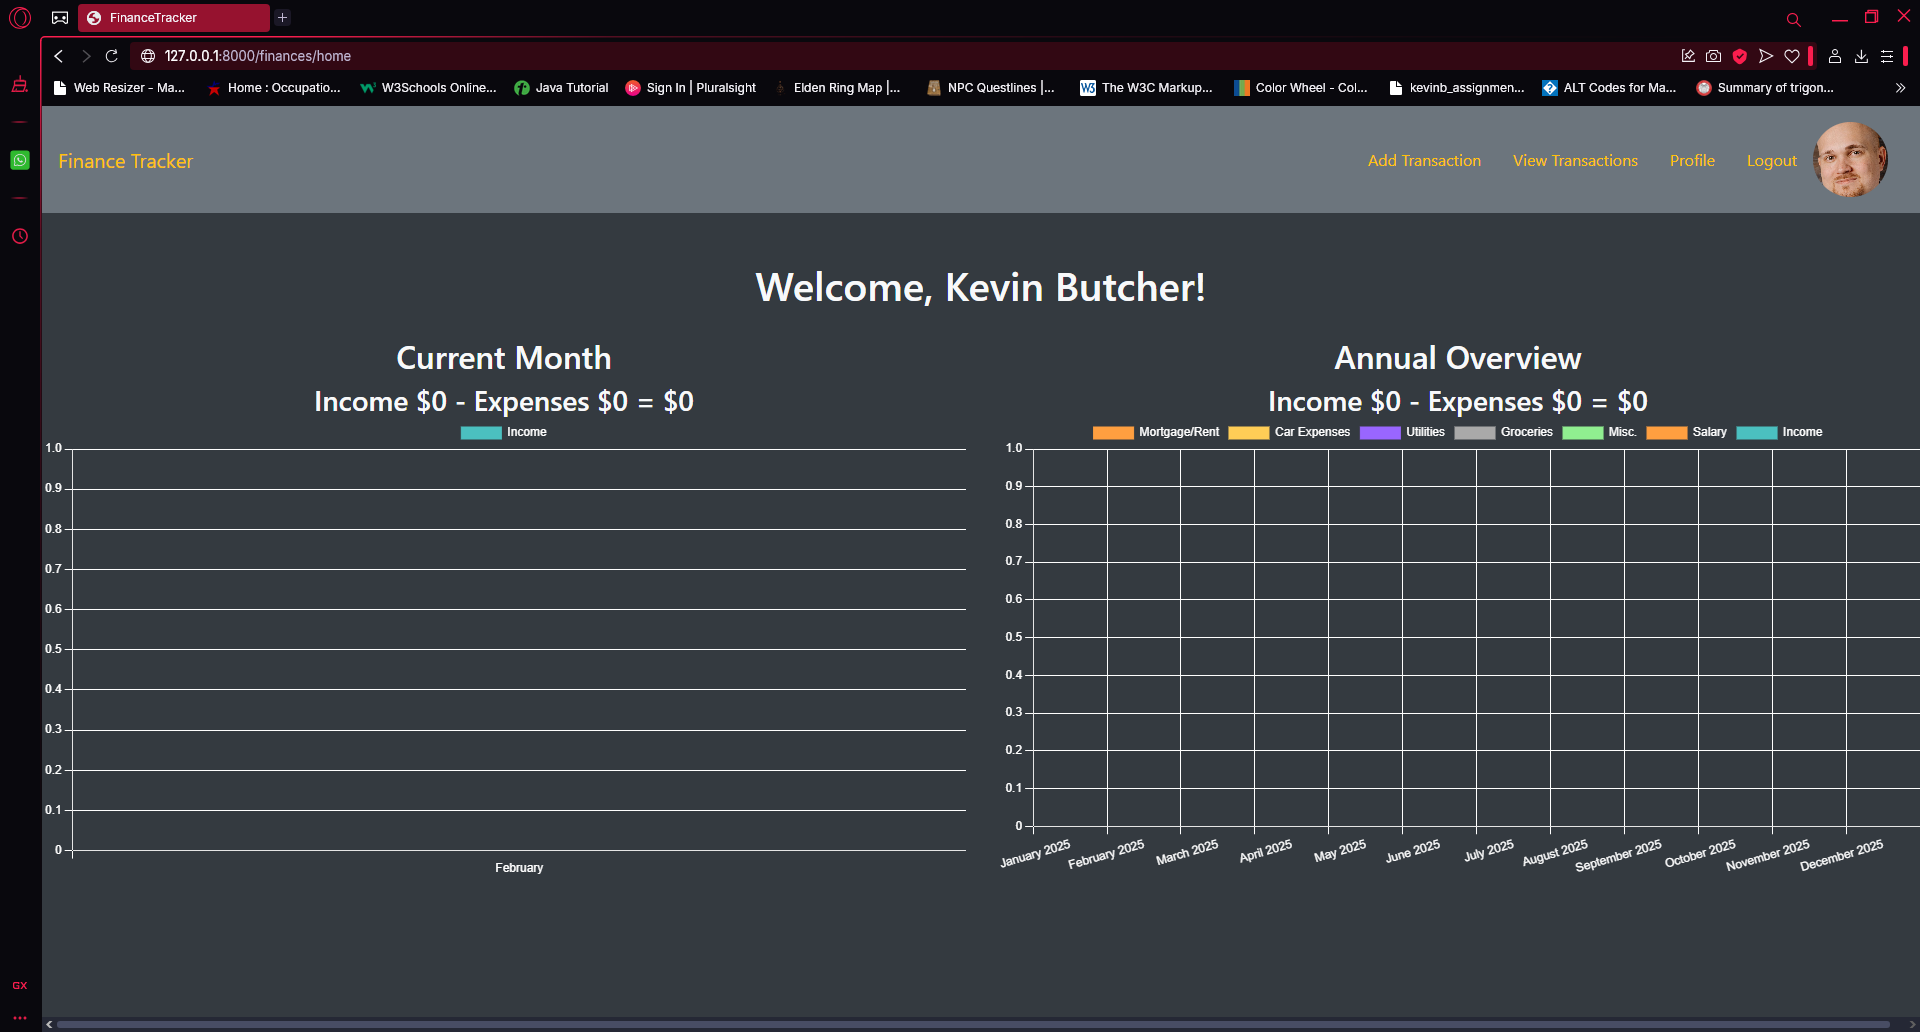 FinanceTracker
127.0.0.1:8000/finances/home
Web Resizer - Ma... Home : Occupatio... W3Schools Online... Java Tutorial Sign In | Pluralsight Elden Ring Map |... NPC Questlines |... W3 The W3C Markup... Color Wheel - Col... kevinb_assignmen... ALT Codes for Ma... Summary of trigon...
Finance Tracker Add Transaction View Transactions Profile Logout
Welcome, Kevin Butcher!
Current Month
Income $0 - Expenses $0 = $0
Income
1.0
0.9
0.8
0.7
0.6
0.5
0.4
0.3
0.2
0.1
0
February
Annual Overview
Income $0 - Expenses $0 = $0
Mortgage/Rent Car Expenses Utilities Groceries Misc. Salary Income
1.0
0.9
0.8
0.7
0.6
0.5
0.4
0.3
0.2
0.1
0
January 2025 February 2025 March 2025 April 2025 May 2025 June 2025 July 2025 August 2025 September 2025 October 2025 November 2025 December 2025
GX